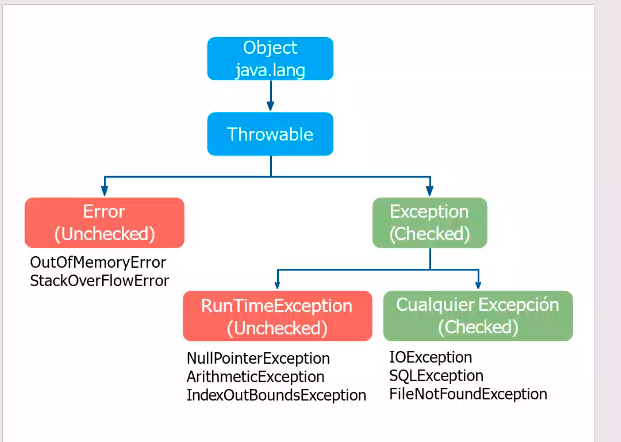 Object
java.lang
Throwable
Error
(Unchecked)
Exception
(Checked)
OutOfMemoryError
StackOverFlowError
RunTimeException
(Unchecked)
Cualquier Excepción
(Checked)
NullPointerException
ArithmeticException
IndexOutBoundsException
IOException
SQLException
FileNotFoundException